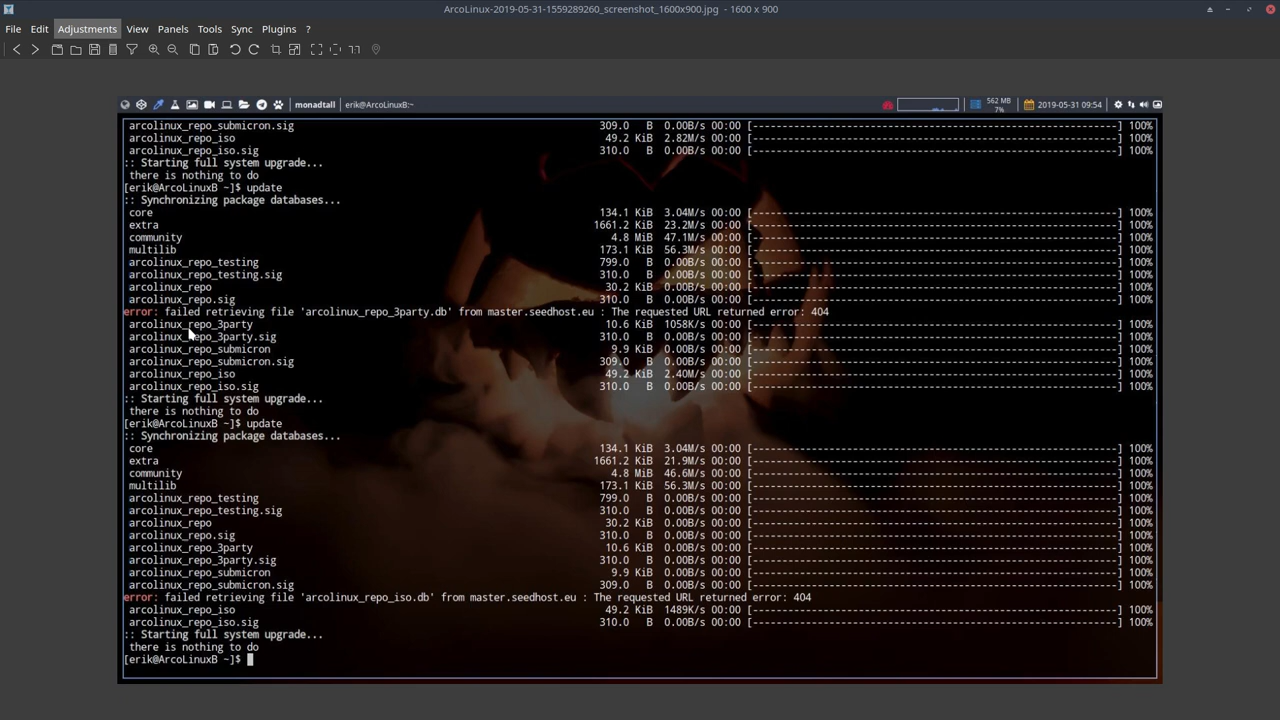 ArcoLinux-2019-05-31-1559289260_screenshot_1600x900.jpg - 1600 x 900
File Edit Adjustments View Panels Tools Sync Plugins ?
monadtall erik@ArcoLinuxB:~ 562 MB 7% 2019-05-31 09:54
arcolinux_repo_submicron.sig 309.0 B 0.00B/s 00:00 [----------------------------------------------------------------] 100%
arcolinux_repo_iso 49.2 KiB 2.82M/s 00:00 [----------------------------------------------------------------] 100%
arcolinux_repo_iso.sig 310.0 B 0.00B/s 00:00 [----------------------------------------------------------------] 100%
:: Starting full system upgrade...
there is nothing to do
[erik@ArcoLinuxB ~]$ update
:: Synchronizing package databases...
core 134.1 KiB 3.04M/s 00:00 [----------------------------------------------------------------] 100%
extra 1661.2 KiB 23.2M/s 00:00 [----------------------------------------------------------------] 100%
community 4.8 MiB 47.1M/s 00:00 [----------------------------------------------------------------] 100%
multilib 173.1 KiB 56.3M/s 00:00 [----------------------------------------------------------------] 100%
arcolinux_repo_testing 799.0 B 0.00B/s 00:00 [----------------------------------------------------------------] 100%
arcolinux_repo_testing.sig 310.0 B 0.00B/s 00:00 [----------------------------------------------------------------] 100%
arcolinux_repo 30.2 KiB 0.00B/s 00:00 [----------------------------------------------------------------] 100%
arcolinux_repo.sig 310.0 B 0.00B/s 00:00 [----------------------------------------------------------------] 100%
error: failed retrieving file 'arcolinux_repo_3party.db' from master.seedhost.eu : The requested URL returned error: 404
arcolinux_repo_3party 10.6 KiB 1058K/s 00:00 [----------------------------------------------------------------] 100%
arcolinux_repo_3party.sig 310.0 B 0.00B/s 00:00 [----------------------------------------------------------------] 100%
arcolinux_repo_submicron 9.9 KiB 0.00B/s 00:00 [----------------------------------------------------------------] 100%
arcolinux_repo_submicron.sig 309.0 B 0.00B/s 00:00 [----------------------------------------------------------------] 100%
arcolinux_repo_iso 49.2 KiB 2.40M/s 00:00 [----------------------------------------------------------------] 100%
arcolinux_repo_iso.sig 310.0 B 0.00B/s 00:00 [----------------------------------------------------------------] 100%
:: Starting full system upgrade...
there is nothing to do
[erik@ArcoLinuxB ~]$ update
:: Synchronizing package databases...
core 134.1 KiB 3.04M/s 00:00 [----------------------------------------------------------------] 100%
extra 1661.2 KiB 21.9M/s 00:00 [----------------------------------------------------------------] 100%
community 4.8 MiB 46.6M/s 00:00 [----------------------------------------------------------------] 100%
multilib 173.1 KiB 56.3M/s 00:00 [----------------------------------------------------------------] 100%
arcolinux_repo_testing 799.0 B 0.00B/s 00:00 [----------------------------------------------------------------] 100%
arcolinux_repo_testing.sig 310.0 B 0.00B/s 00:00 [----------------------------------------------------------------] 100%
arcolinux_repo 30.2 KiB 0.00B/s 00:00 [----------------------------------------------------------------] 100%
arcolinux_repo.sig 310.0 B 0.00B/s 00:00 [----------------------------------------------------------------] 100%
arcolinux_repo_3party 10.6 KiB 0.00B/s 00:00 [----------------------------------------------------------------] 100%
arcolinux_repo_3party.sig 310.0 B 0.00B/s 00:00 [----------------------------------------------------------------] 100%
arcolinux_repo_submicron 9.9 KiB 0.00B/s 00:00 [----------------------------------------------------------------] 100%
arcolinux_repo_submicron.sig 309.0 B 0.00B/s 00:00 [----------------------------------------------------------------] 100%
error: failed retrieving file 'arcolinux_repo_iso.db' from master.seedhost.eu : The requested URL returned error: 404
arcolinux_repo_iso 49.2 KiB 1489K/s 00:00 [----------------------------------------------------------------] 100%
arcolinux_repo_iso.sig 310.0 B 0.00B/s 00:00 [----------------------------------------------------------------] 100%
:: Starting full system upgrade...
there is nothing to do
[erik@ArcoLinuxB ~]$